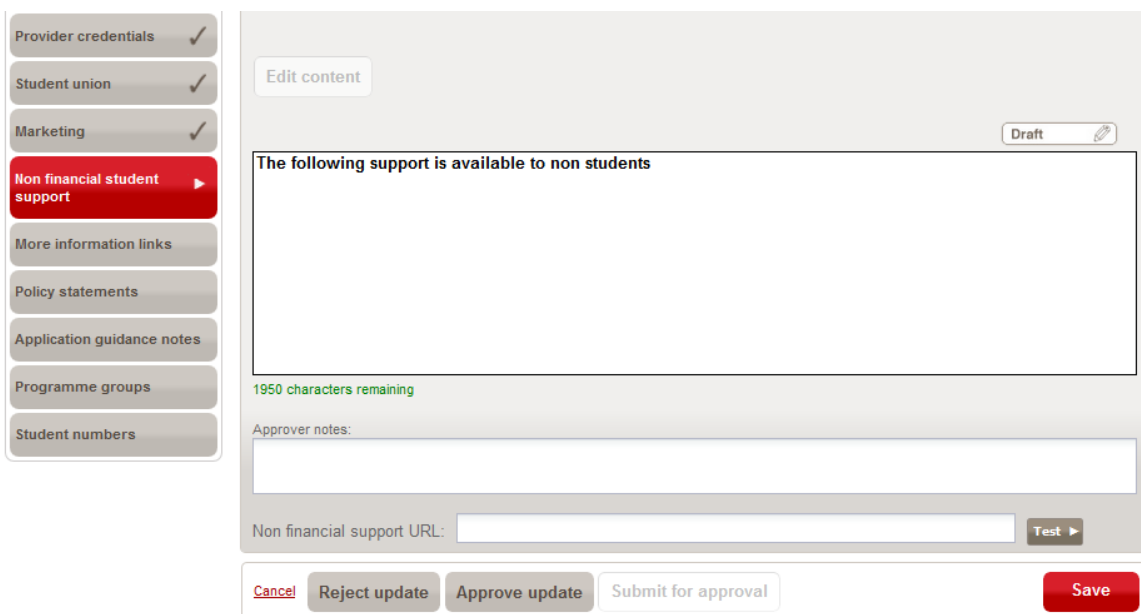 Provider credentials
Student union
Marketing
Non financial student
support
More information links
Policy statements
Application guidance notes
Programme groups
Student numbers
Edit content
Draft
The following support is available to non students
1950 characters remaining
Approver notes:
Non financial support URL:
Test
Cancel
Reject update
Approve update
Submit for approval
Save